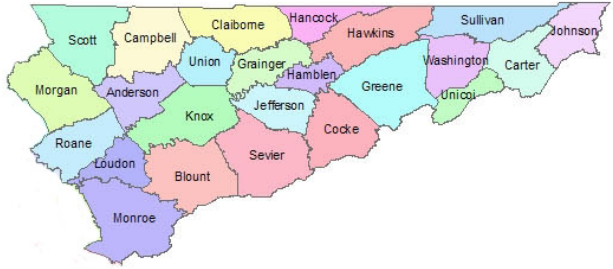 Scott
Campbell
Claiborne
Hancock
Hawkins
Sullivan
Johnson
Union
Grainger
Hamblen
Washington
Carter
Morgan
Anderson
Greene
Unicoi
Knox
Jefferson
Roane
Cocke
Loudon
Blount
Sevier
Monroe